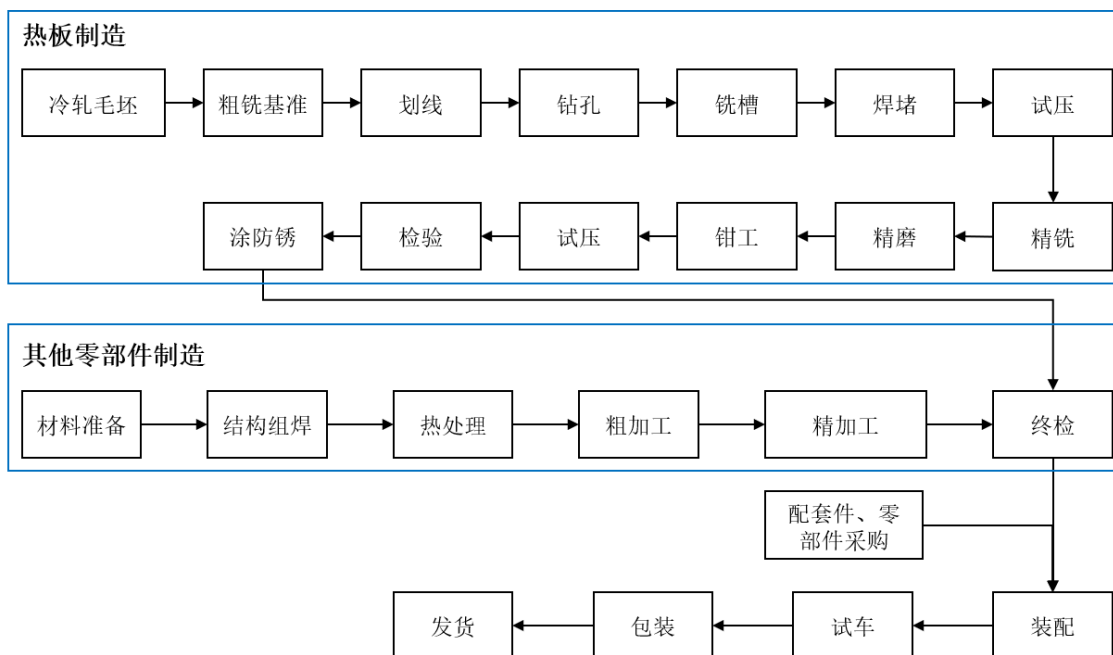 热板制造
冷轧毛坯
粗铣基准
划线
钻孔
铣槽
焊堵
试压
涂防锈
检验
试压
钳工
精磨
精铣
其他零部件制造
材料准备
结构组焊
热处理
粗加工
精加工
终检
配套件、零
部件采购
发货
包装
试车
装配